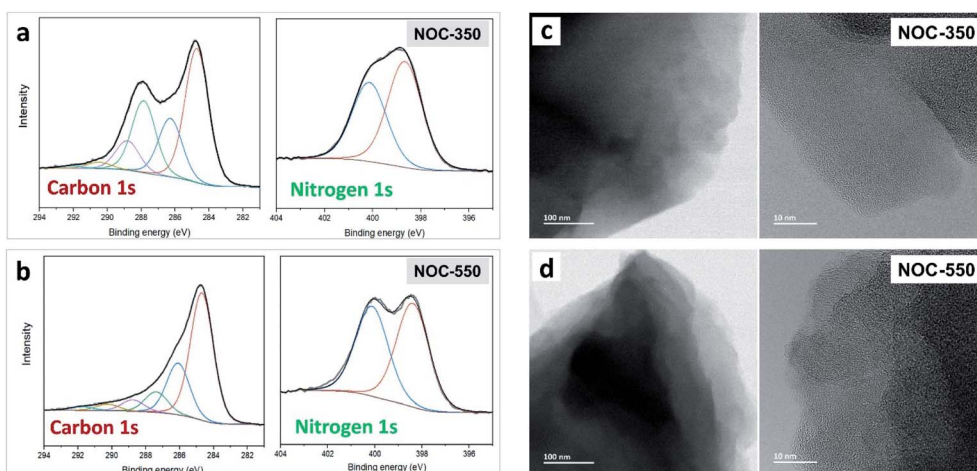 a
NOC-350
Intensity
Carbon 1s
294 292 290 288 286 284 282
Binding energy (eV)
Nitrogen 1s
404 402 400 398 396
Binding energy (eV)
b
NOC-550
Intensity
Carbon 1s
294 292 290 288 286 284 282
Binding energy (eV)
Nitrogen 1s
404 402 400 398 396
Binding energy (eV)
c
NOC-350
100 nm
10 nm
d
NOC-550
100 nm
10 nm